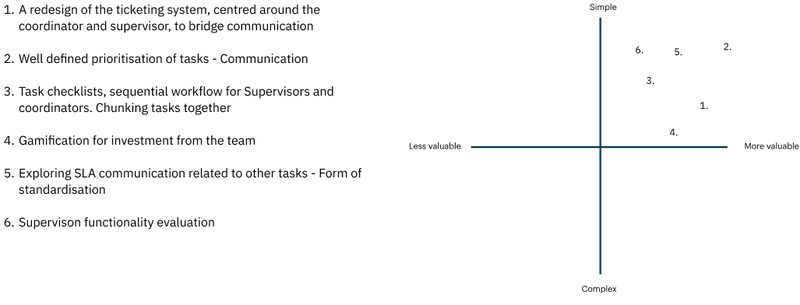 1. A redesign of the ticketing system, centred around the
coordinator and supervisor, to bridge communication
2. Well defined prioritisation of tasks - Communication
3. Task checklists, sequential workflow for Supervisors and
coordinators. Chunking tasks together
4. Gamification for investment from the team
5. Exploring SLA communication related to other tasks - Form of
standardisation
6. Supervison functionality evaluation
Simple
6. 5. 2.
3.
1.
4.
Less valuable More valuable
Complex